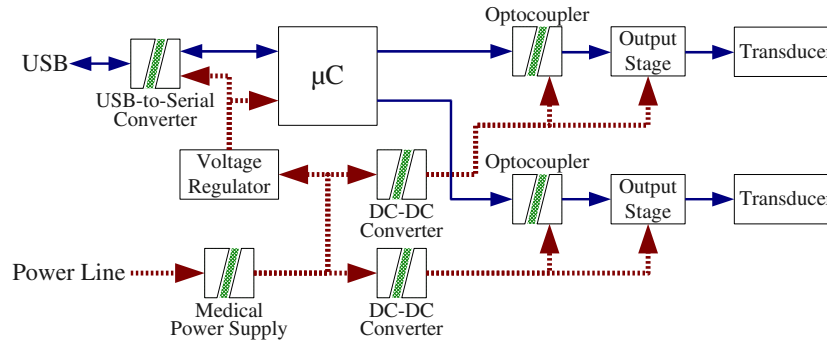 Optocoupler
USB
μC
Output
Stage
Transducer
USB-to-Serial
Converter
Voltage
Regulator
Optocoupler
DC-DC
Converter
Output
Stage
Transducer
Power Line
Medical
Power Supply
DC-DC
Converter